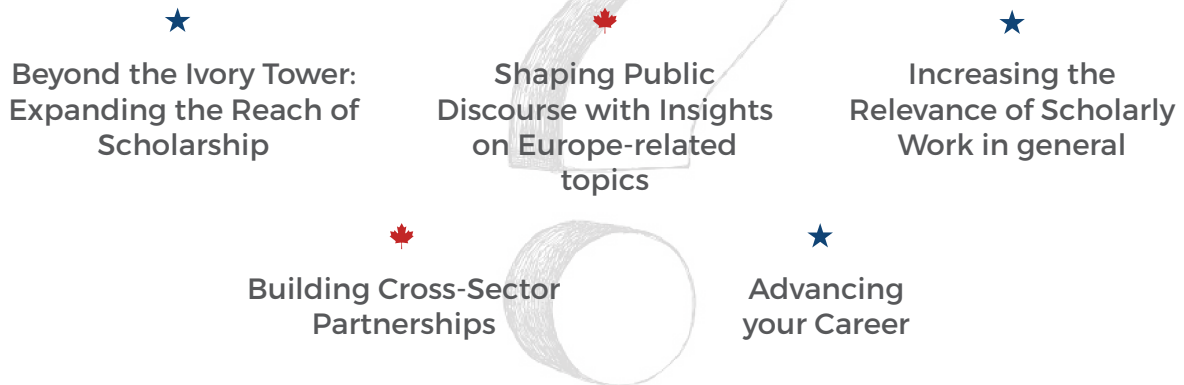 Beyond the Ivory Tower:
Expanding the Reach of
Scholarship
Shaping Public
Discourse with Insights
on Europe-related
topics
Increasing the
Relevance of Scholarly
Work in general
Building Cross-Sector
Partnerships
Advancing
your Career